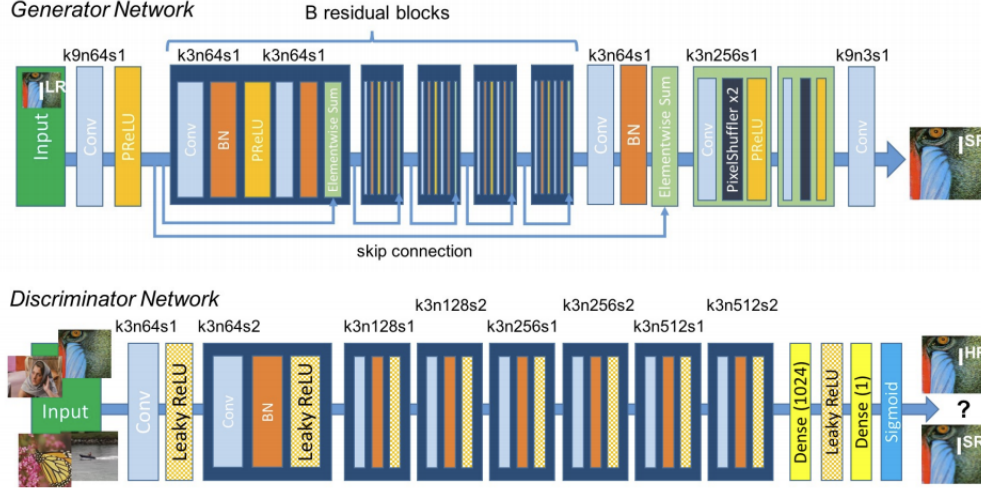 Generator Network
B residual blocks
k9n64s1
k3n64s1
k3n64s1
k3n64s1
k3n256s1
k9n3s1
I^LR
Input
Conv
PReLU
Conv
BN
PReLU
Elementwise Sum
Conv
BN
Elementwise Sum
Conv
PixelShuffler x2
PReLU
Conv
I^SR
skip connection
Discriminator Network
k3n128s2
k3n256s2
k3n512s2
k3n64s1
k3n64s2
k3n128s1
k3n256s1
k3n512s1
Input
Conv
Leaky ReLU
Conv
BN
Leaky ReLU
Dense (1024)
Leaky ReLU
Dense (1)
Sigmoid
I^HR
?
I^SR